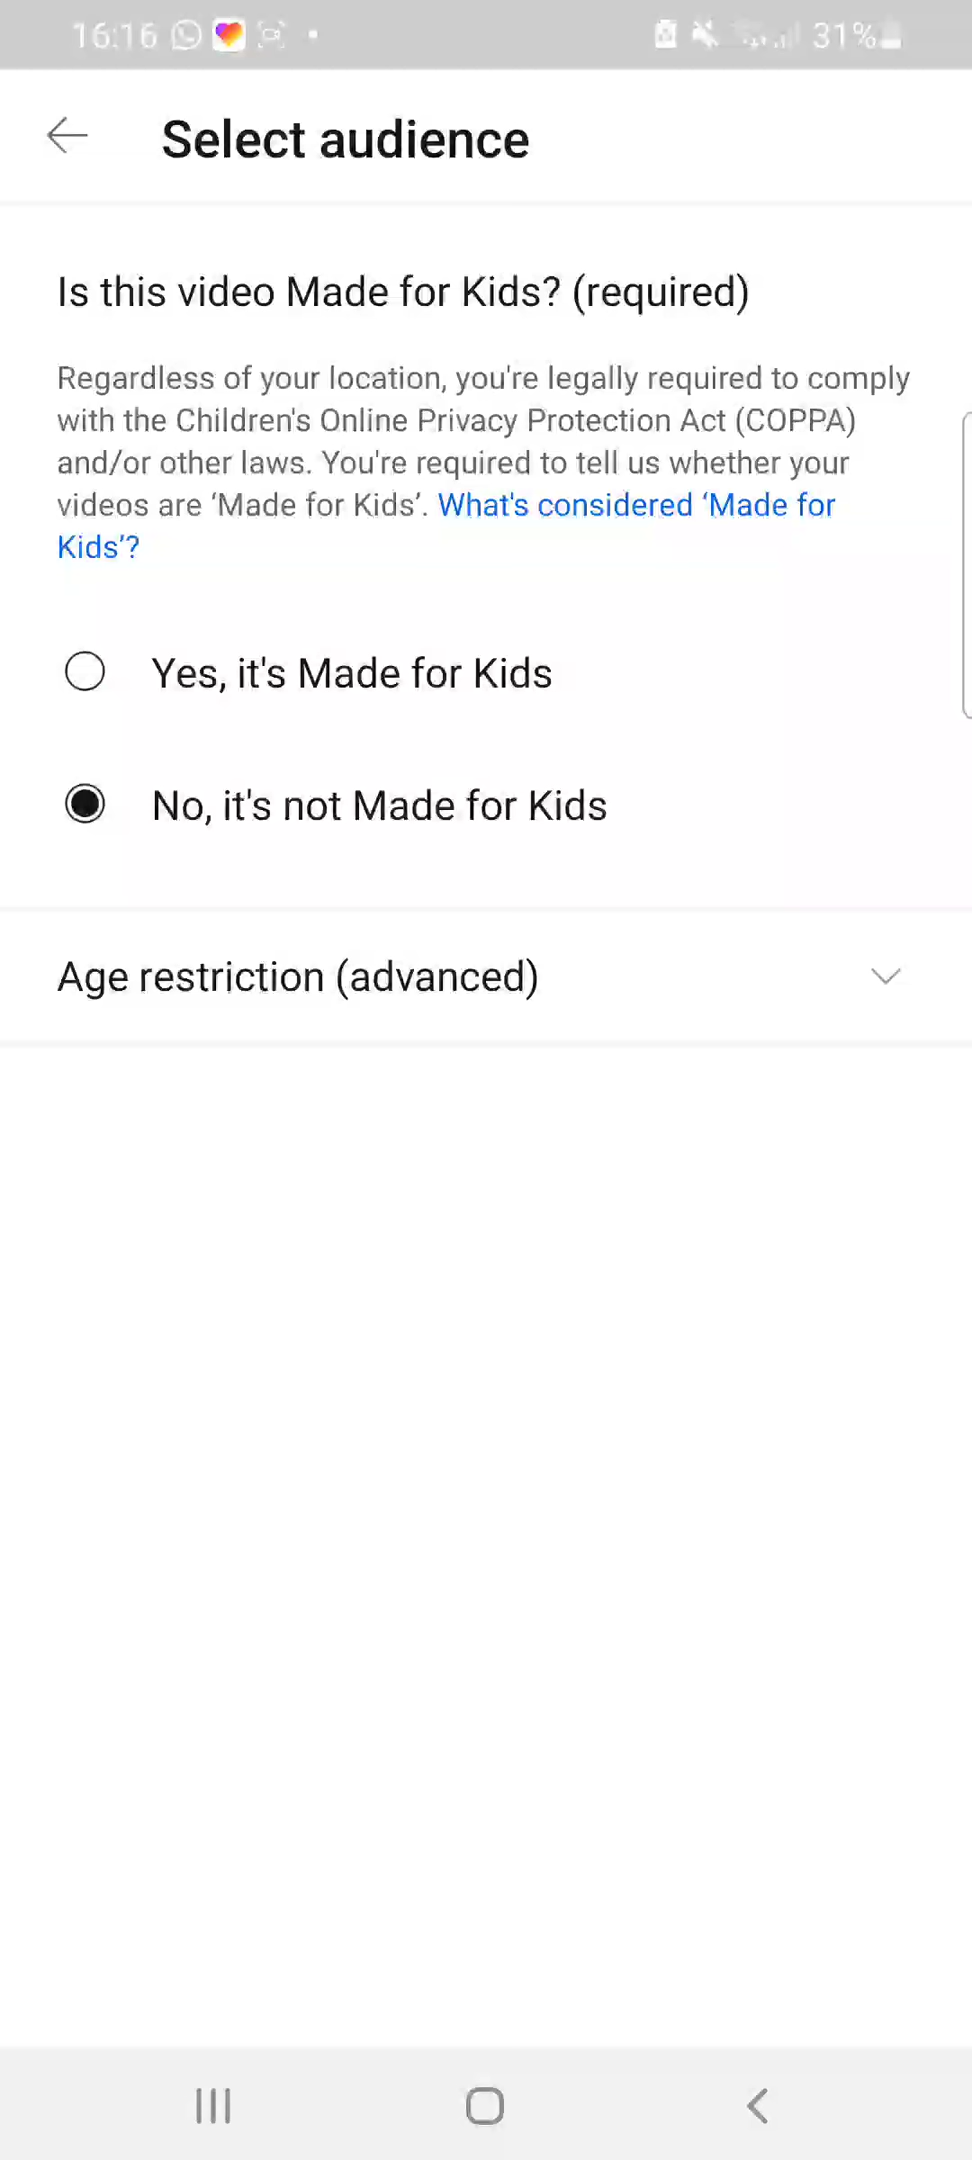 16:16
31%
Select audience
Is this video Made for Kids? (required)
Regardless of your location, you're legally required to comply
with the Children's Online Privacy Protection Act (COPPA)
and/or other laws. You're required to tell us whether your
videos are ‘Made for Kids’. What's considered ‘Made for
Kids’?
Yes, it's Made for Kids
No, it's not Made for Kids
Age restriction (advanced)